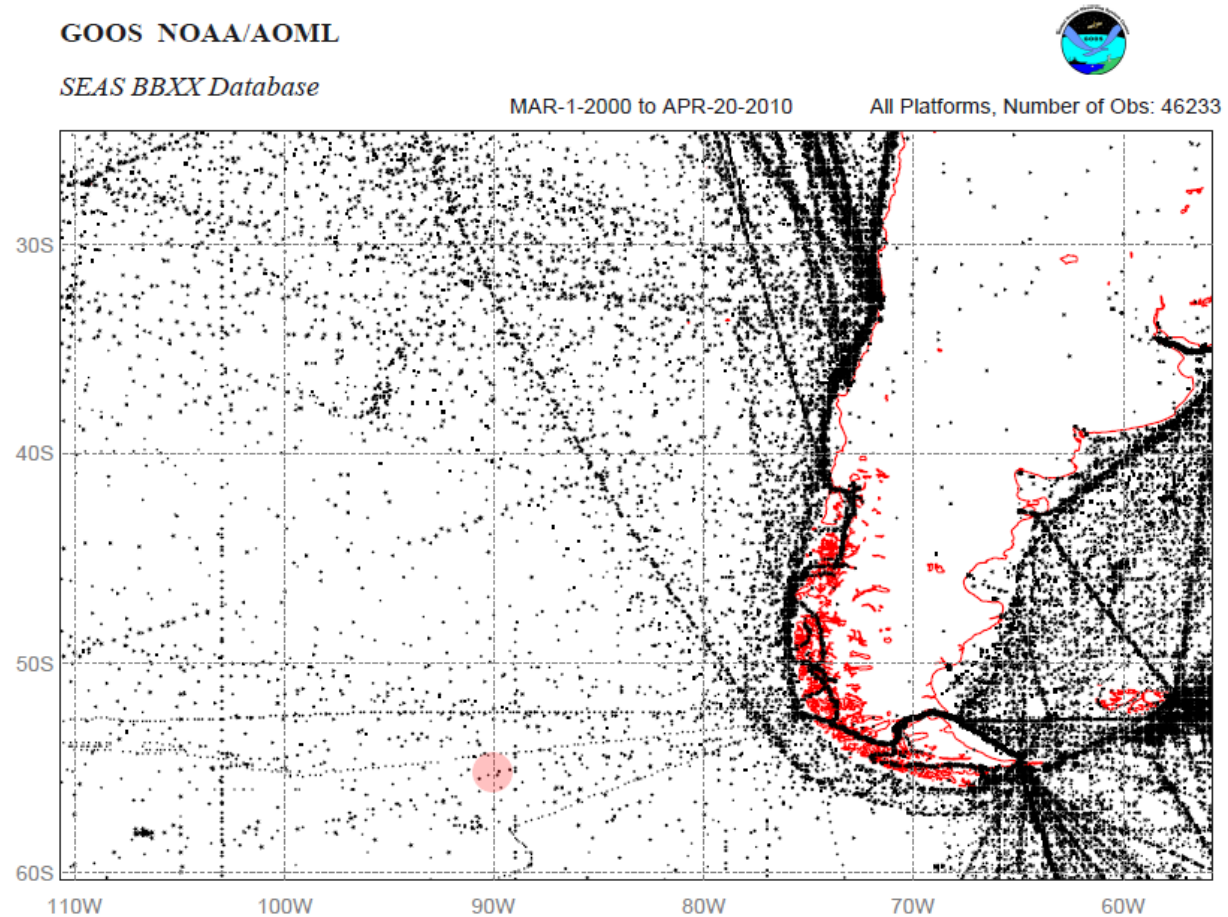 GOOS NOAA/AOML
SEAS BBXX Database
MAR-1-2000 to APR-20-2010 All Platforms, Number of Obs: 46233
GOOS
30S
40S
50S
60S
110W 100W 90W 80W 70W 60W